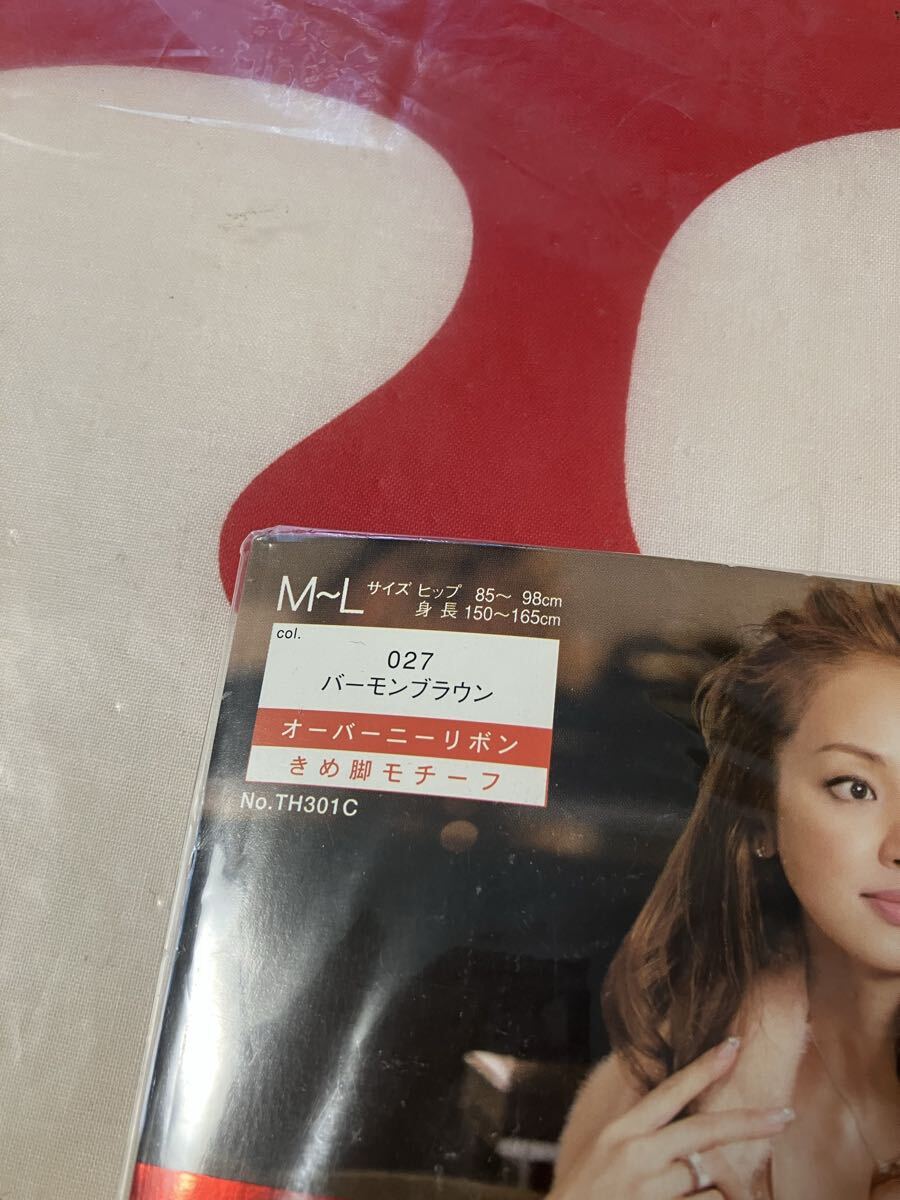 M~L サイズ ヒップ 85〜 98cm
身長 150〜165cm
col.
027
バーモンブラウン
オーバーニーリボン
きめ脚モチーフ
No.TH301C